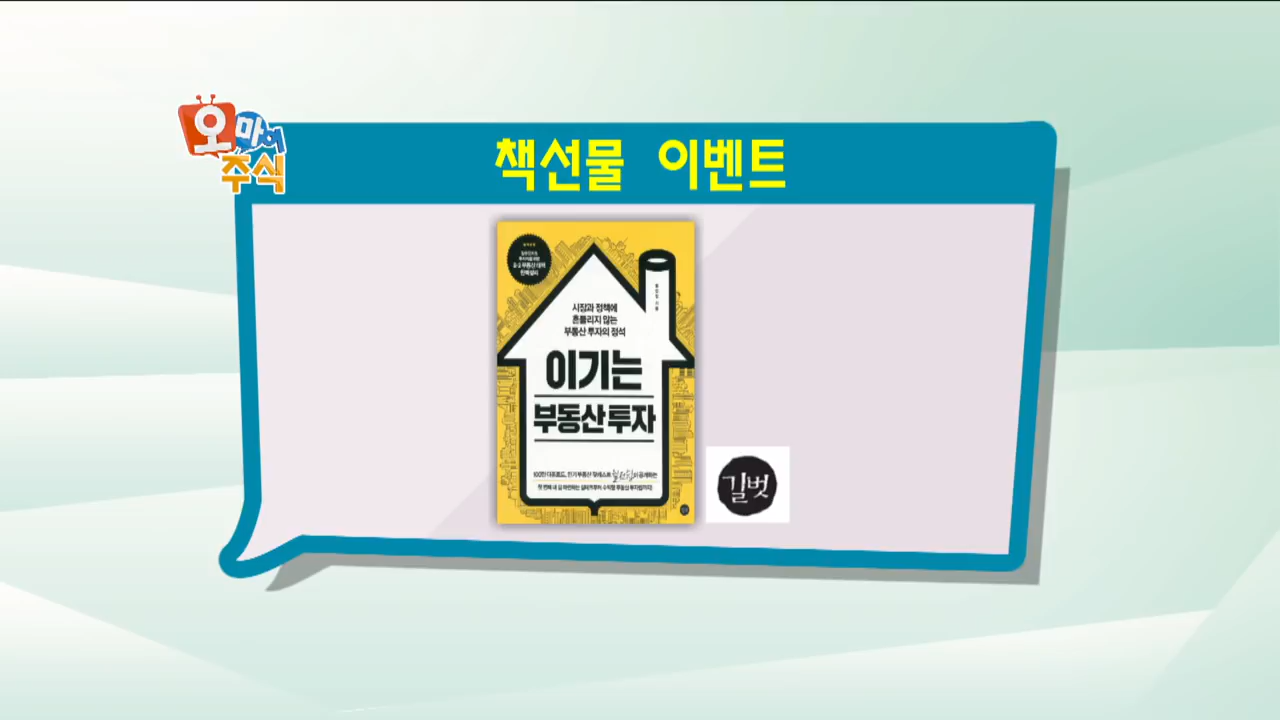 오 마이
주식
책선물 이벤트
시장과 정책에
흔들리지 않는
부동산 투자의 정석
이기는
부동산 투자
길벗